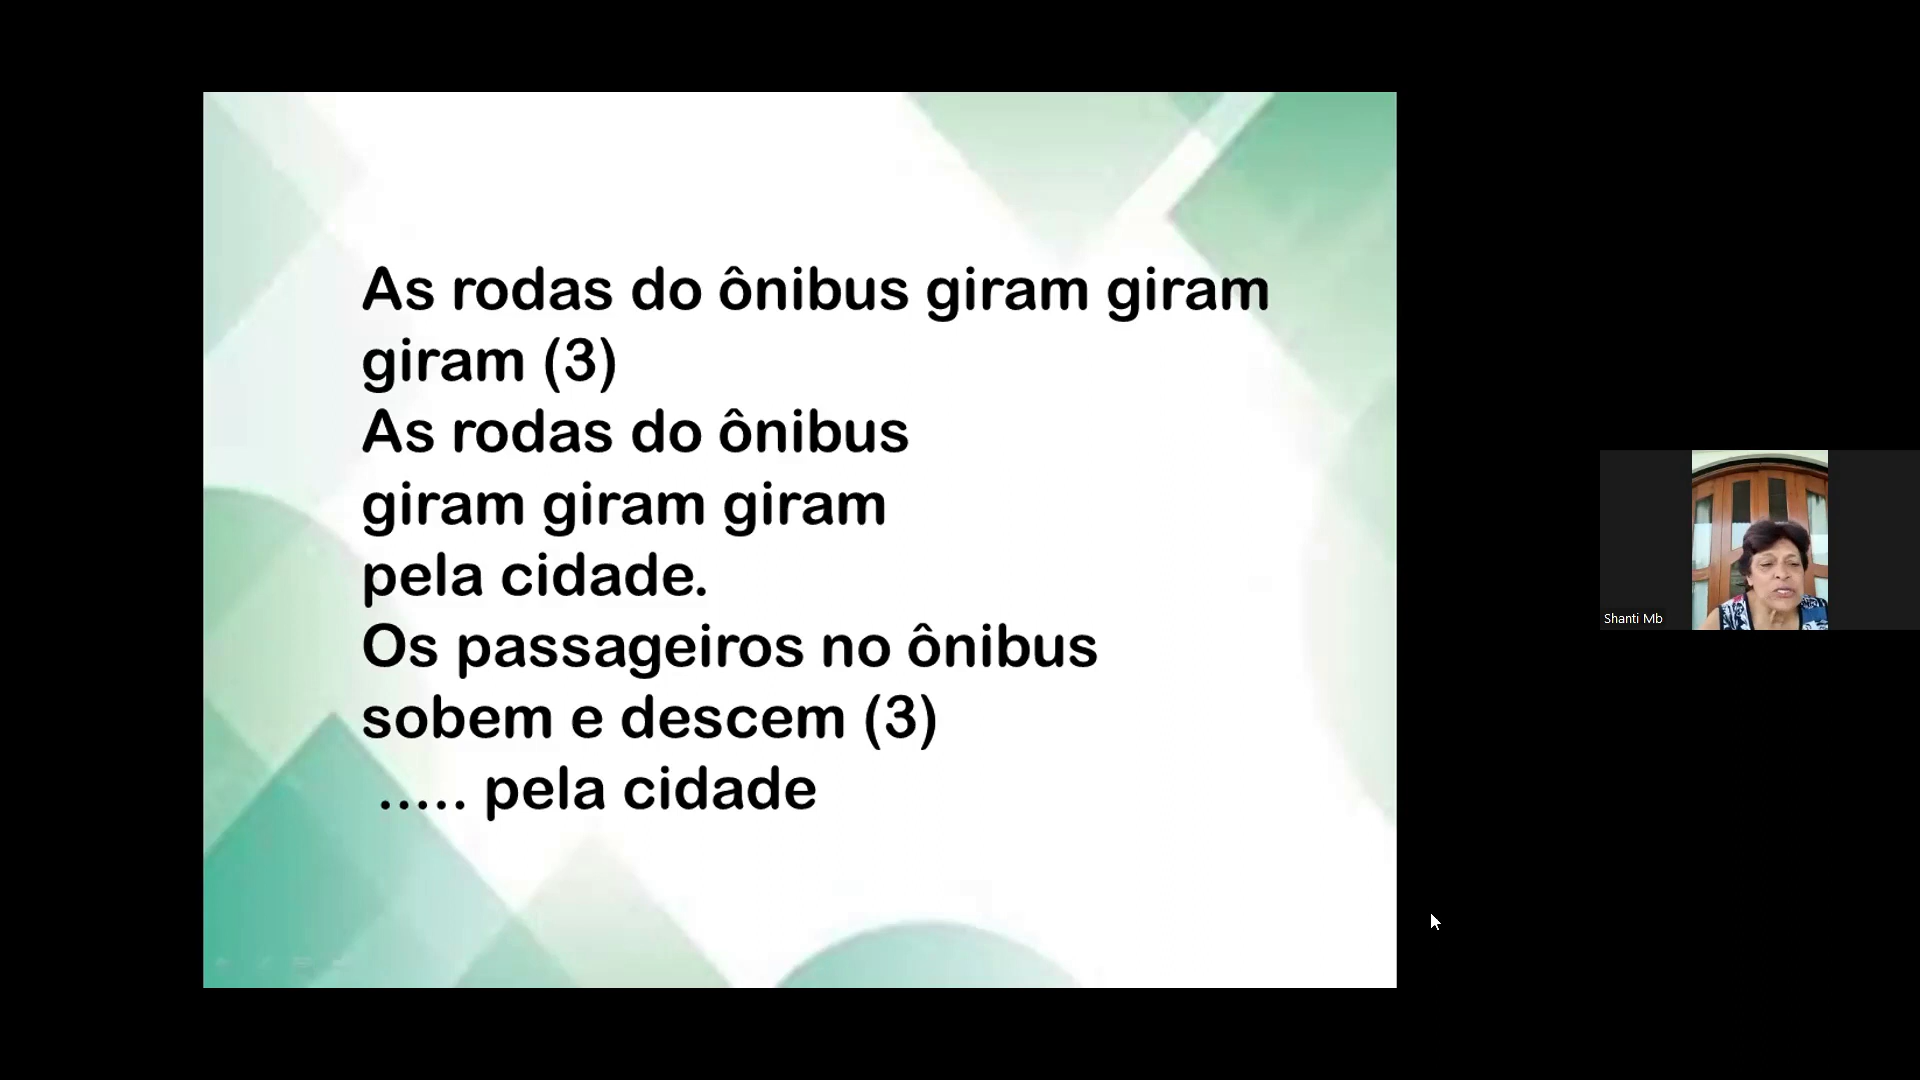 As rodas do ônibus giram giram
giram (3)
As rodas do ônibus
giram giram giram
pela cidade.
Os passageiros no ônibus
sobem e descem (3)
..... pela cidade
Shanti Mb